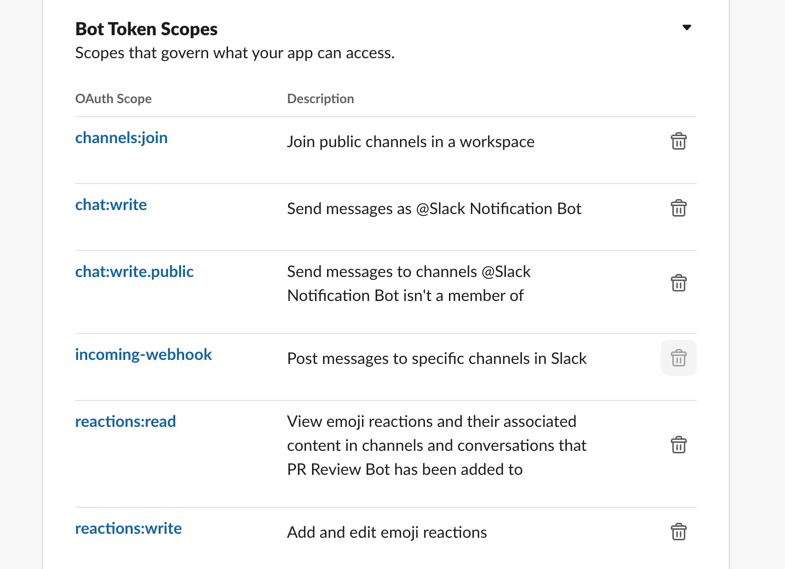 Bot Token Scopes
Scopes that govern what your app can access.
OAuth Scope Description
channels:join Join public channels in a workspace
chat:write Send messages as @Slack Notification Bot
chat:write.public Send messages to channels @Slack
Notification Bot isn't a member of
incoming-webhook Post messages to specific channels in Slack
reactions:read View emoji reactions and their associated
content in channels and conversations that
PR Review Bot has been added to
reactions:write Add and edit emoji reactions